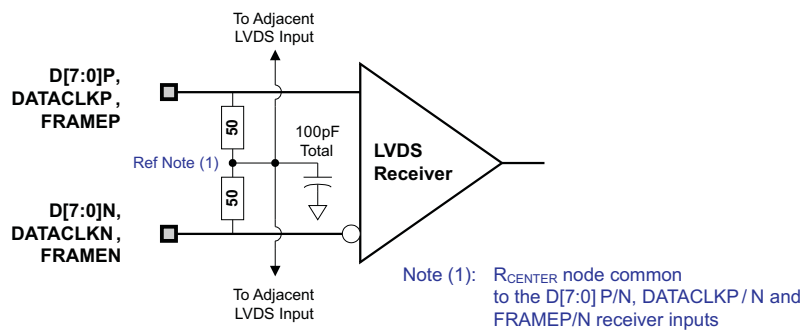 To Adjacent
LVDS Input
D[7:0]P,
DATACLKP,
FRAMEP
50
100pF
Total
LVDS
Receiver
Ref Note (1)
50
D[7:0]N,
DATACLKN,
FRAMEN
To Adjacent
LVDS Input
Note (1): RCENTER node common
to the D[7:0] P/N, DATACLKP/N and
FRAMEP/N receiver inputs